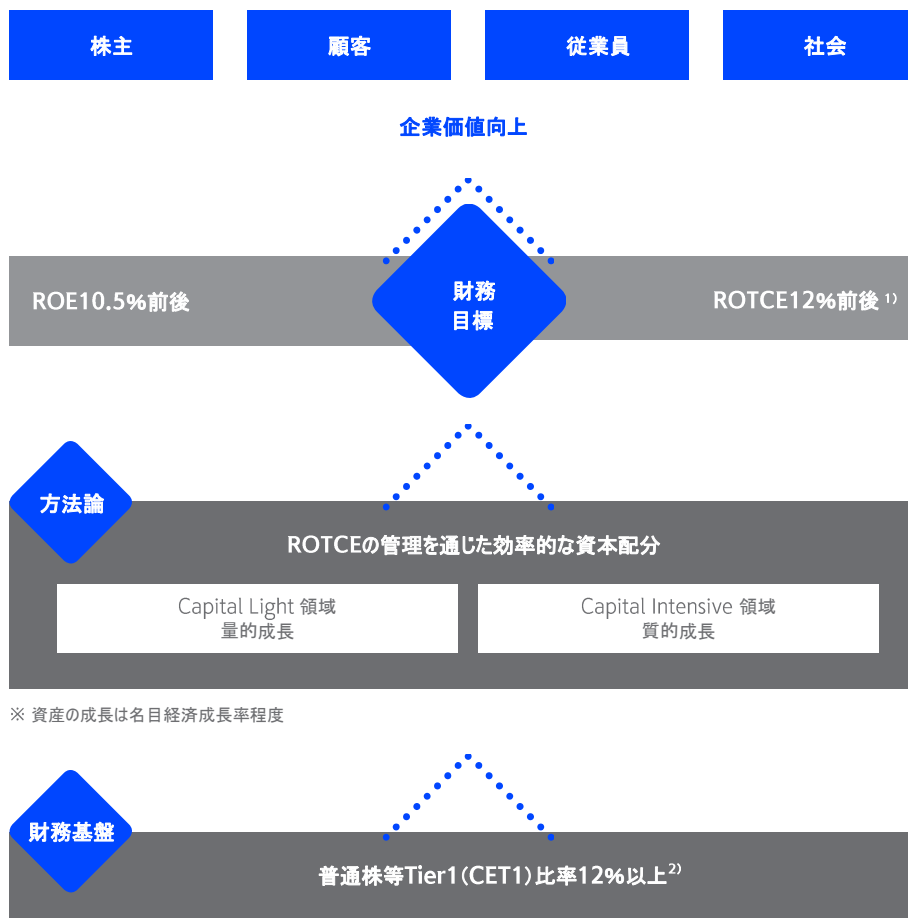 株主
顧客
従業員
社会
企業価値向上
ROE10.5%前後
財務
目標
ROTCE12%前後 1)
方法論
ROTCEの管理を通じた効率的な資本配分
Capital Light 領域
量的成長
Capital Intensive 領域
質的成長
※ 資産の成長は名目経済成長率程度
財務基盤
普通株等Tier1(CET1)比率12%以上2)